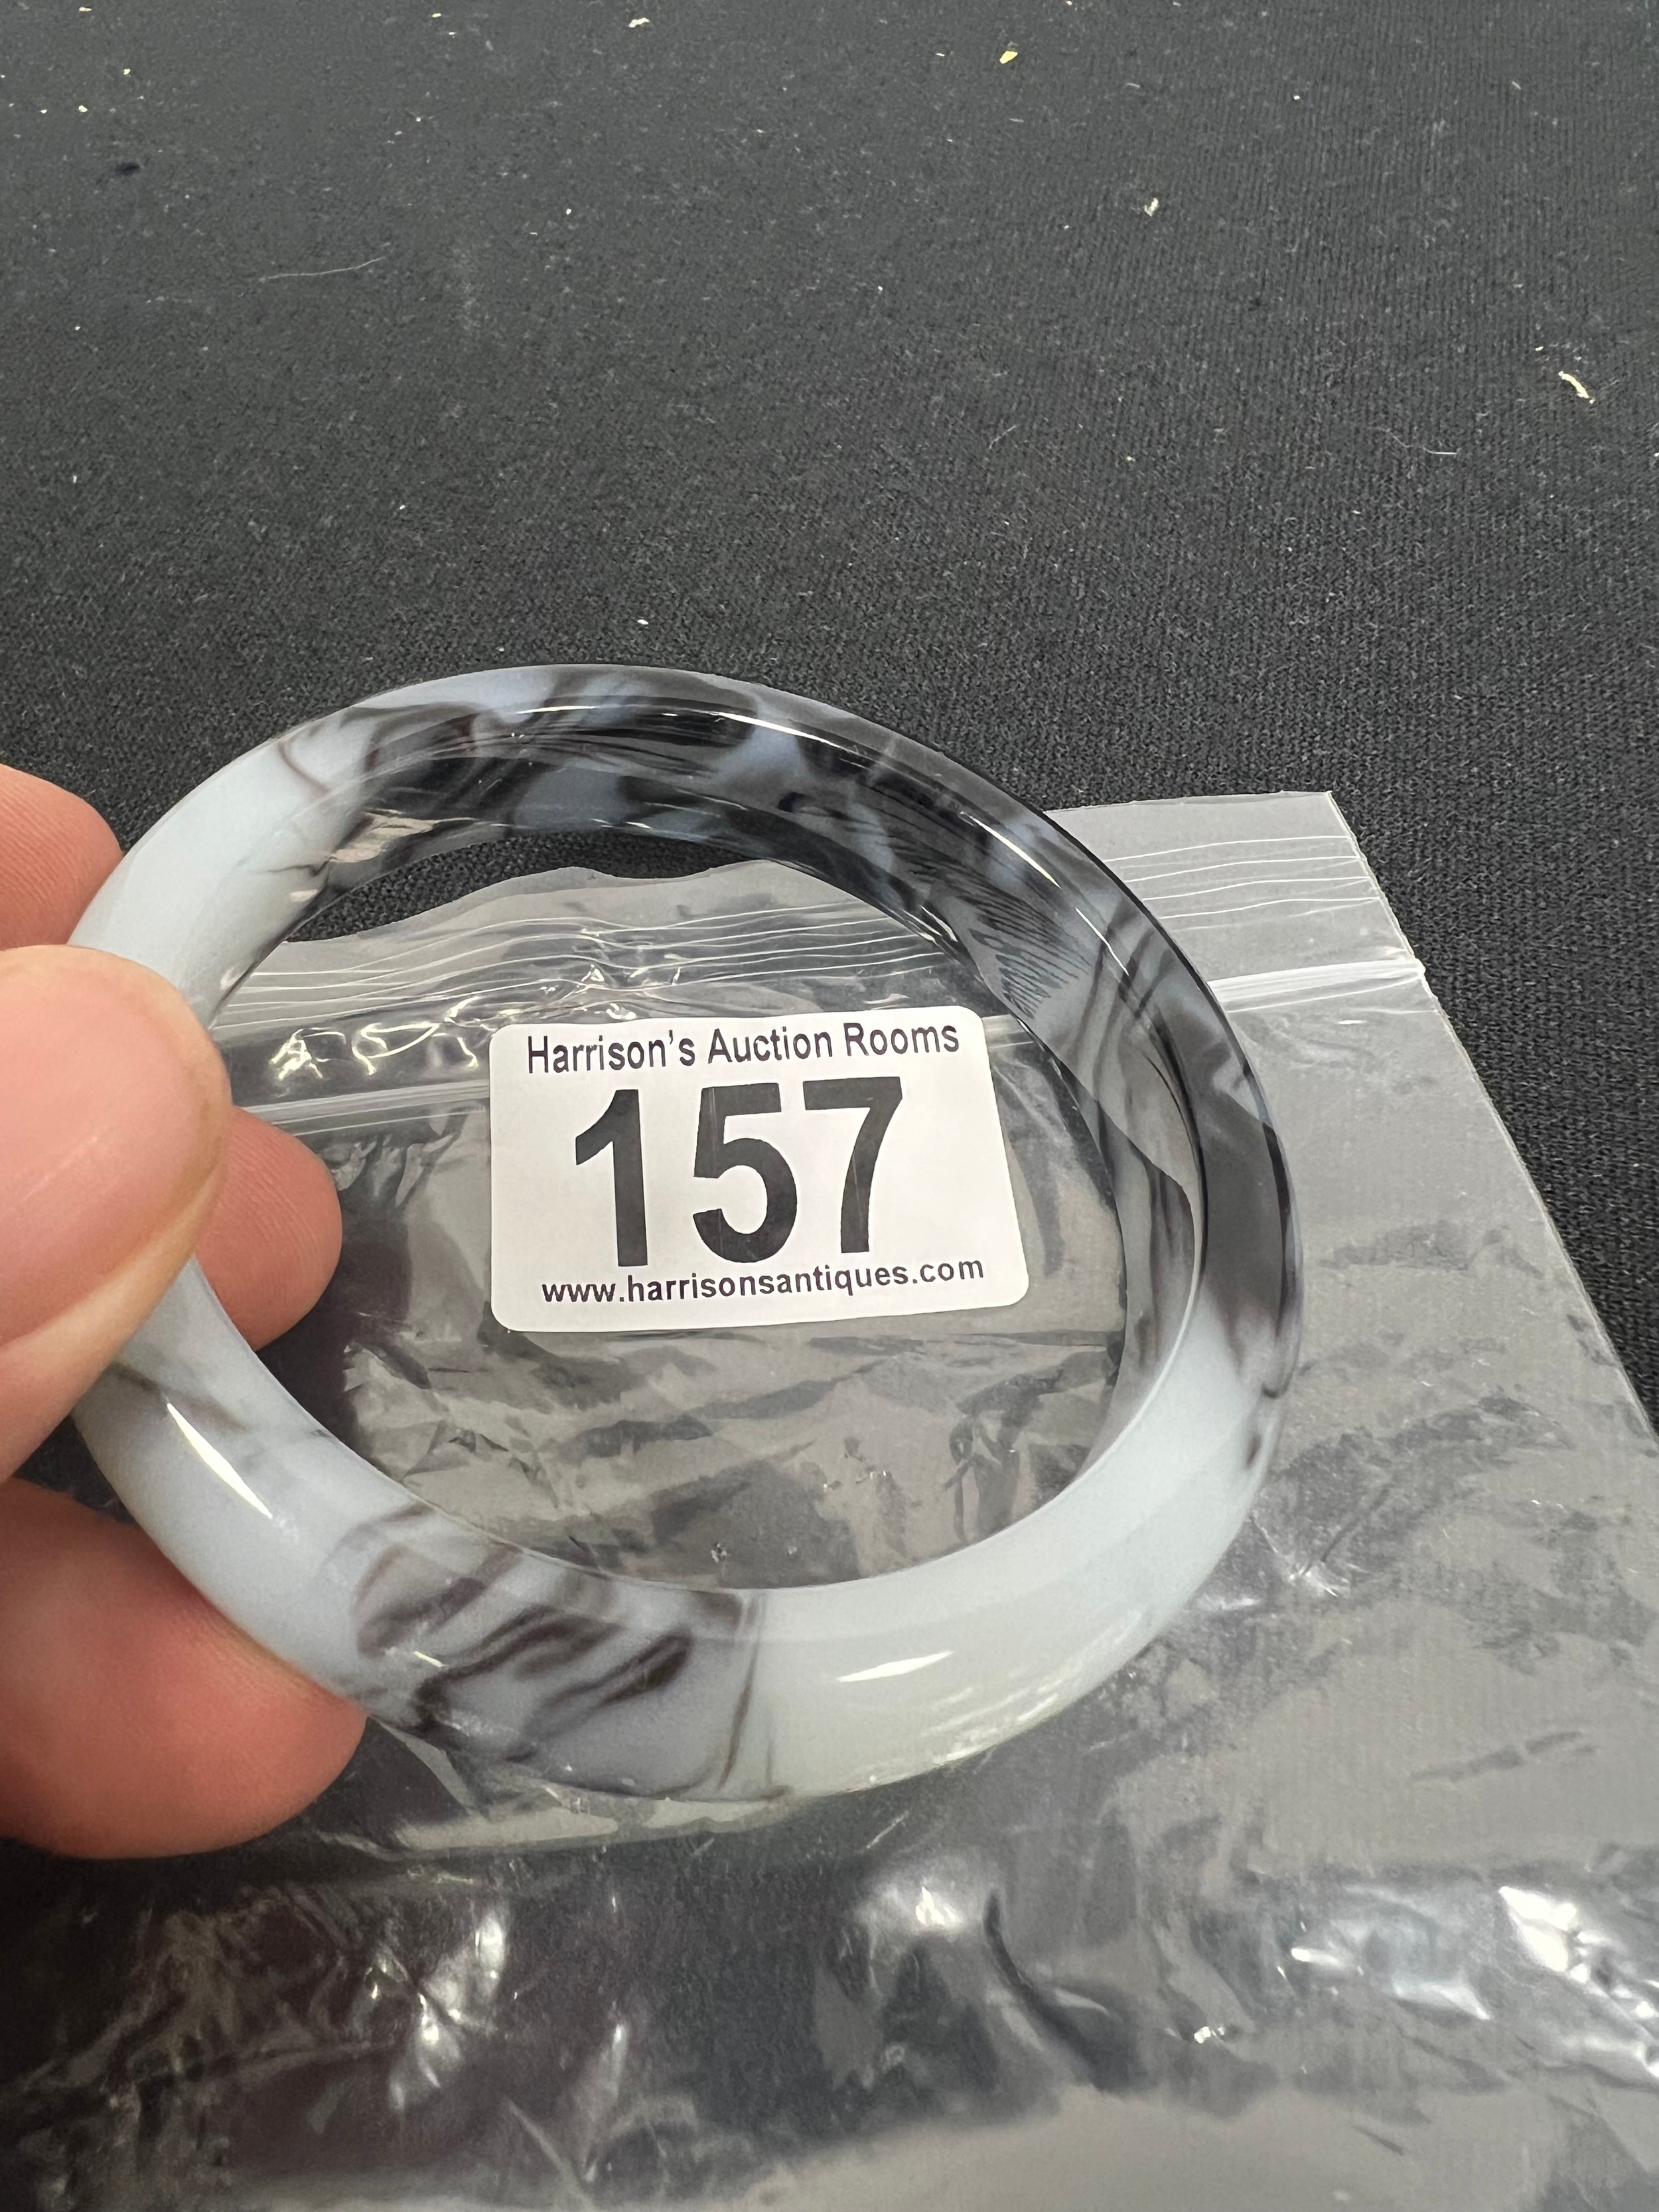 Harrison's Auction Rooms
157
www.harrisonsantiques.com